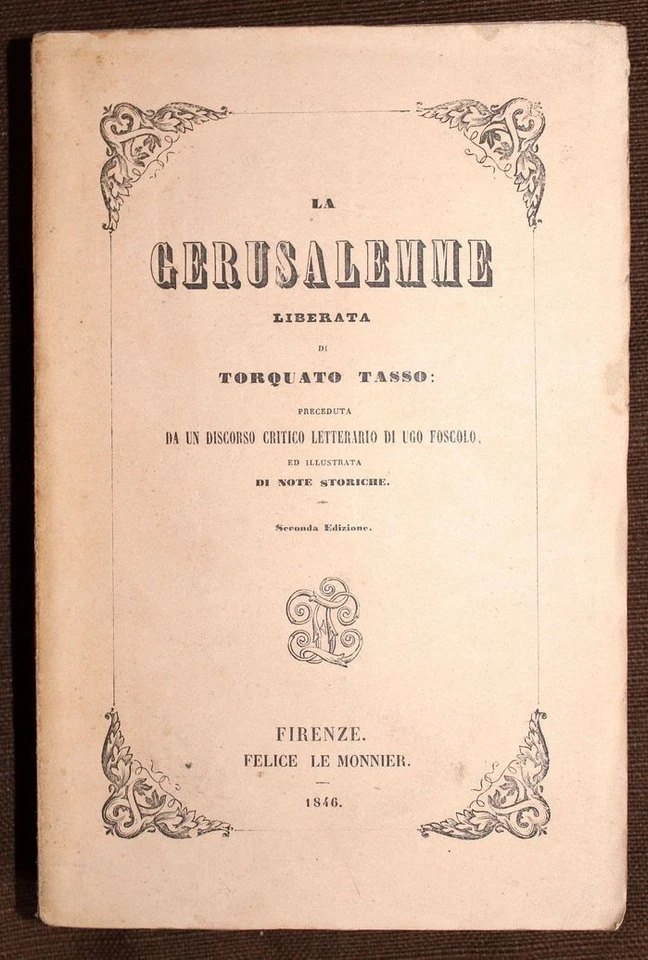 LA
GERUSALEMME
LIBERATA
DI
TORQUATO TASSO:
PRECEDUTA
DA UN DISCORSO CRITICO LETTERARIO DI UGO FOSCOLO,
ED ILLUSTRATA
DI NOTE STORICHE.
Seconda Edizione.
FIRENZE.
FELICE LE MONNIER.
1846.